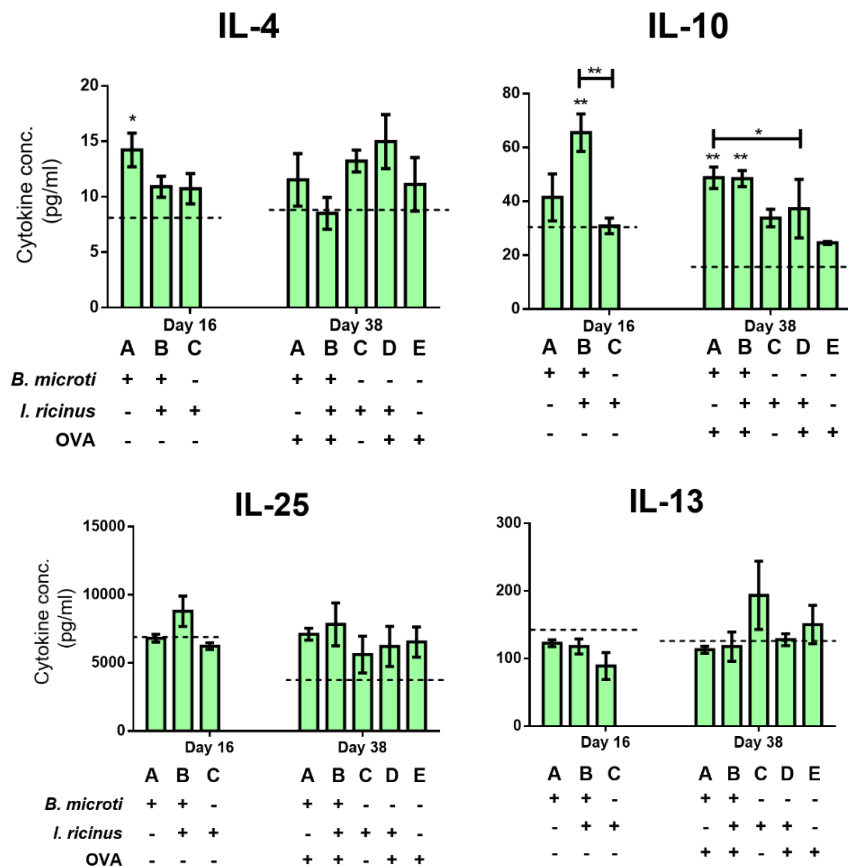 IL-4
20
15
10
5
0
Cytokine conc.
(pg/ml)
*
Day 16 Day 38
A B C A B C D E
B. microti + + - + + - - -
I. ricinus - + + - + + + -
OVA - - - + + - + +
IL-10
80
60
40
20
0
**
**
** ** *
Day 16 Day 38
A B C A B C D E
+ + - + + - - -
- + + - + + + -
- - - + + - + +
IL-25
15000
10000
5000
0
Cytokine conc.
(pg/ml)
Day 16 Day 38
A B C A B C D E
B. microti + + - + + - - -
I. ricinus - + + - + + + -
OVA - - - + + - + +
IL-13
300
200
100
0
Day 16 Day 38
A B C A B C D E
+ + - + + - - -
- + + - + + + -
- - - + + - + +